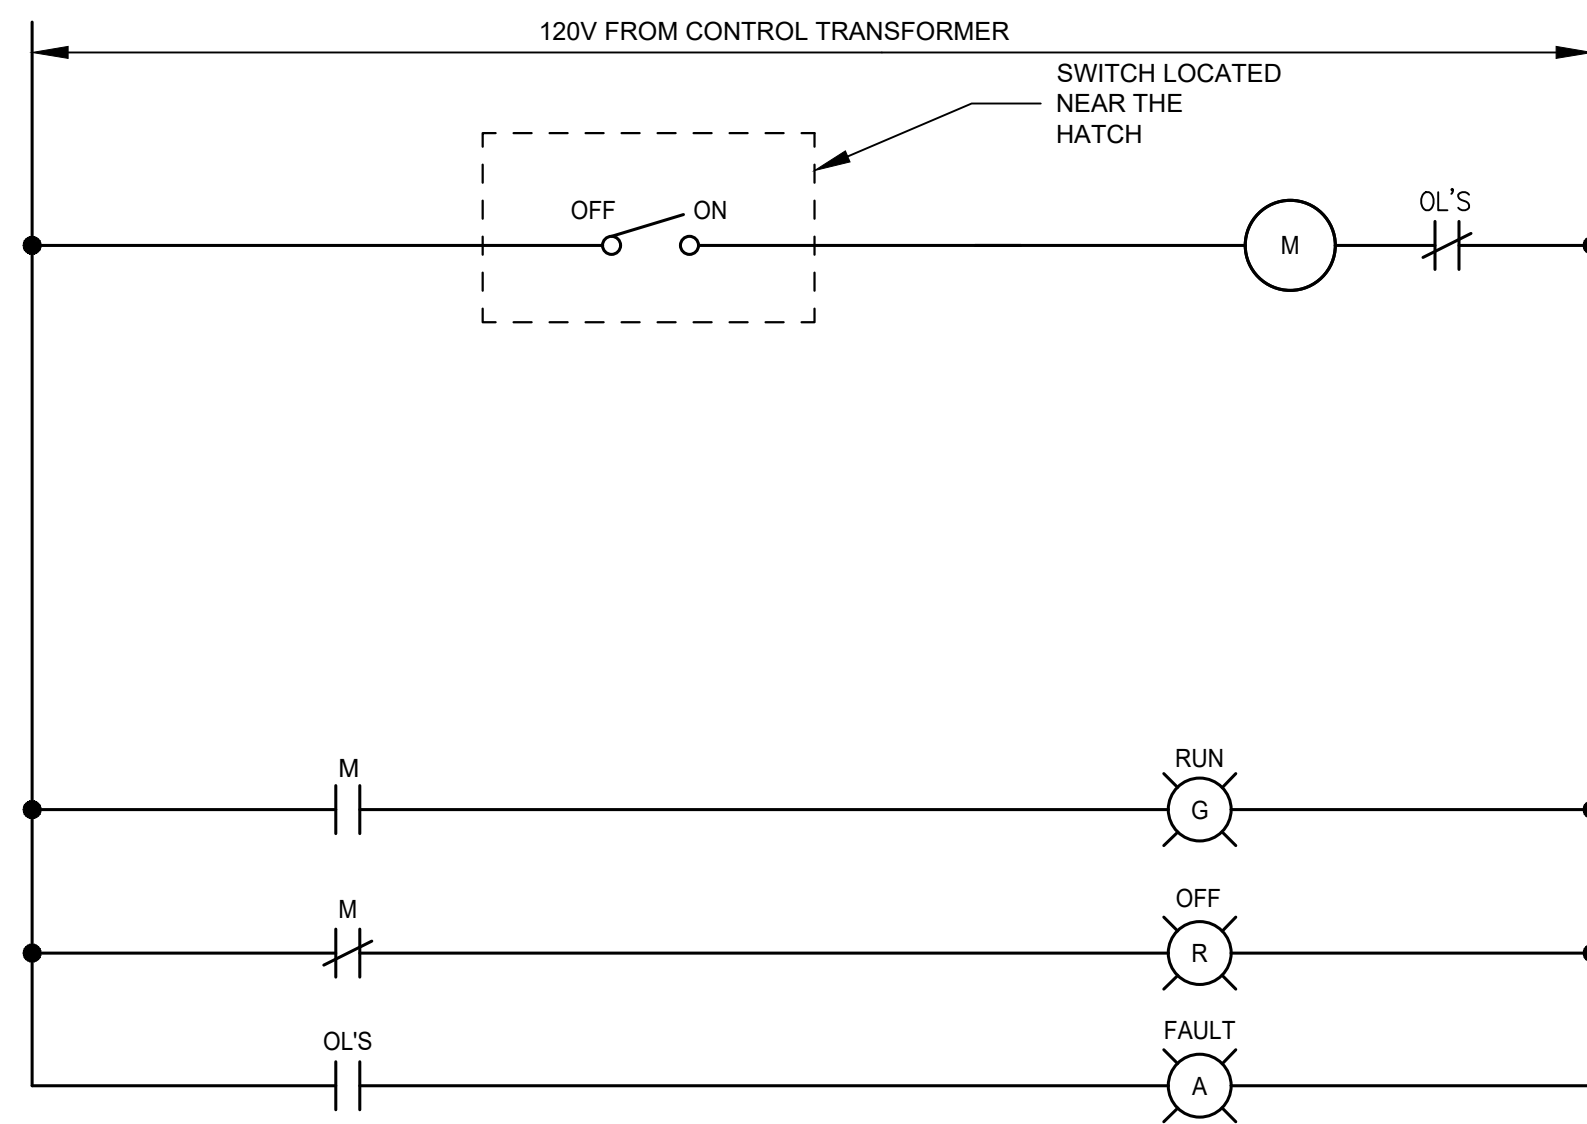 120V FROM CONTROL TRANSFORMER
SWITCH LOCATED
NEAR THE
HATCH
OFF ON
OL'S
M
M
RUN
G
M
OFF
R
OL'S
FAULT
A